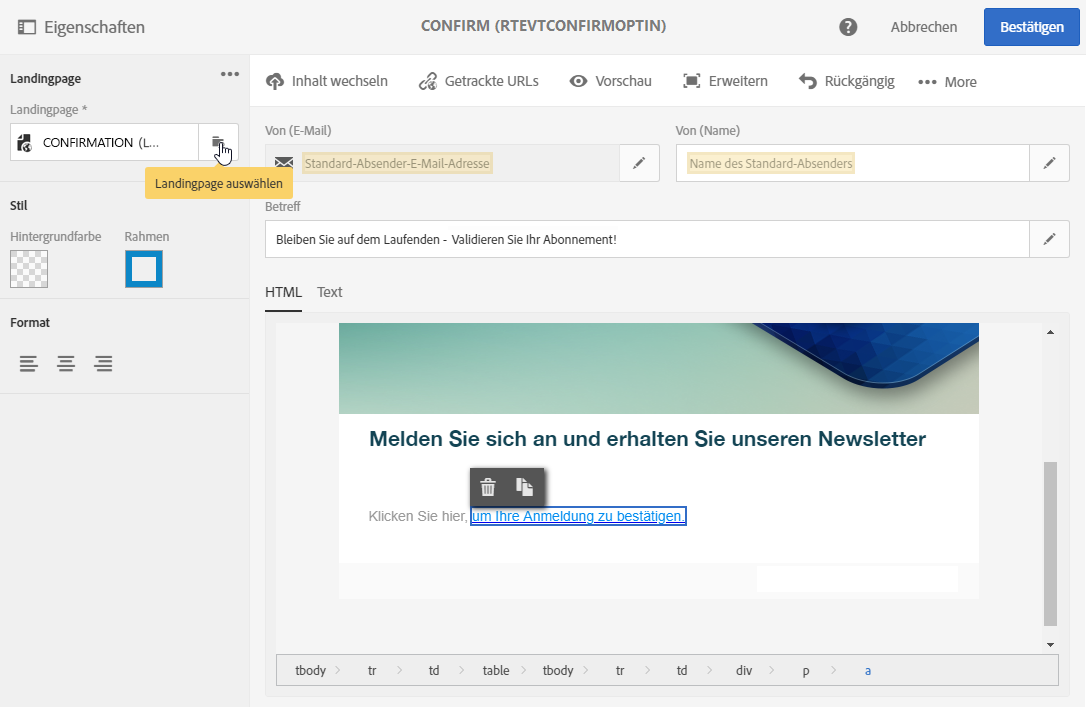 Eigenschaften
CONFIRM (RTEVTCONFIRMOPTIN)
?
Abbrechen
Bestätigen
Landingpage
Landingpage *
CONFIRMATION (L...
Landingpage auswählen
Stil
Hintergrundfarbe
Rahmen
Format
Inhalt wechseln
Getrackte URLs
Vorschau
Erweitern
Rückgängig
More
Von (E-Mail)
Von (Name)
Standard-Absender-E-Mail-Adresse
Name des Standard-Absenders
Betreff
Bleiben Sie auf dem Laufenden - Validieren Sie Ihr Abonnement!
HTML
Text
Melden Sie sich an und erhalten Sie unseren Newsletter
Klicken Sie hier, um Ihre Anmeldung zu bestätigen.
tbody > tr > td > table > tbody > tr > td > div > p > a